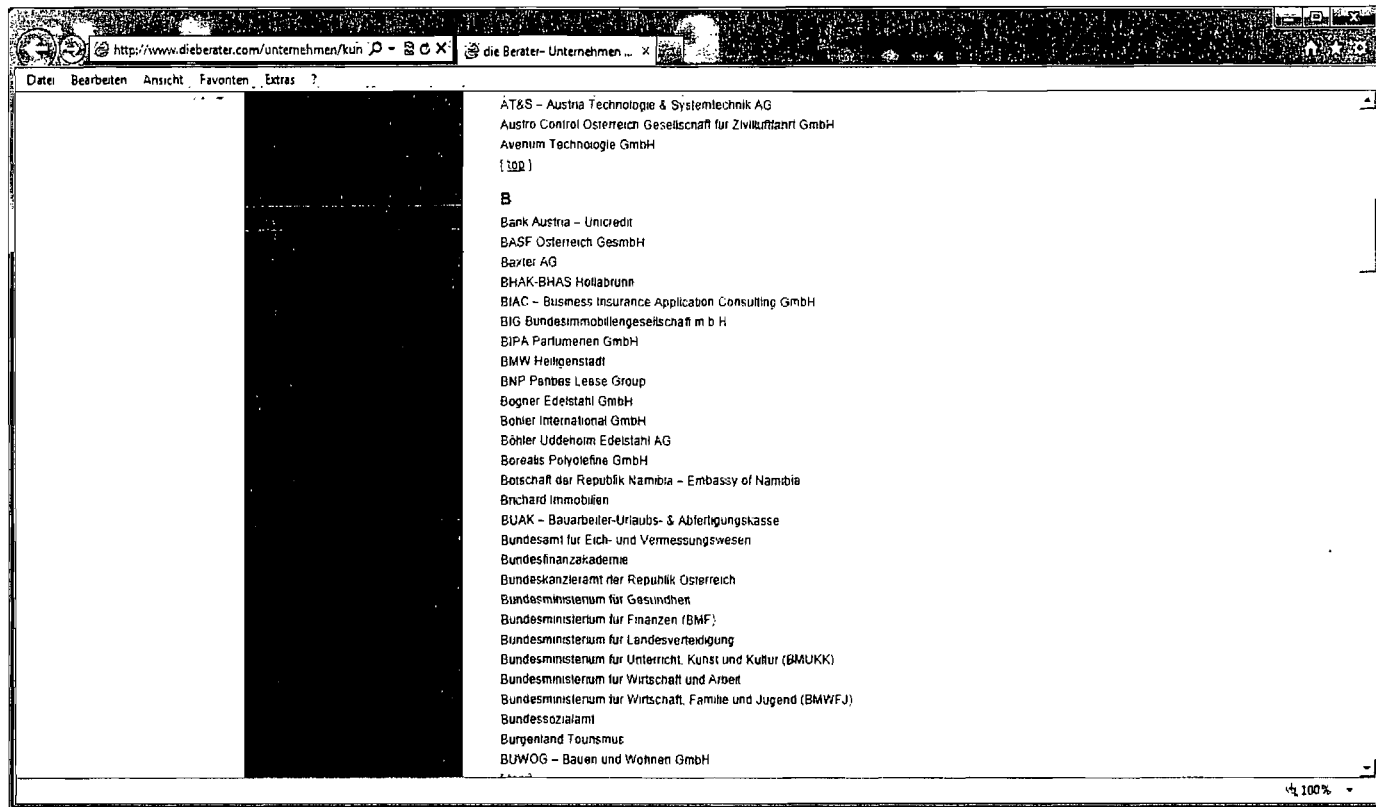 http://www.dieberater.com/unternehmen/kun
die Berater– Unternehmen ...
Datei Bearbeiten Ansicht Favoriten Extras ?
AT&S – Austria Technologie & Systemtechnik AG
Austro Control Österreich Gesellschaft für Zivilluftfahrt GmbH
Avenum Technologie GmbH
[ top ]
B
Bank Austria – Unicredit
BASF Österreich GesmbH
Baxter AG
BHAK-BHAS Hollabrunn
BIAC – Business Insurance Application Consulting GmbH
BIG Bundesimmobiliengesellschaft m b H
BIPA Parfumerien GmbH
BMW Heiligenstadt
BNP Paribas Lease Group
Bogner Edelstahl GmbH
Bohler International GmbH
Böhler Uddeholm Edelstahl AG
Borealis Polyolefine GmbH
Botschaft der Republik Namibia – Embassy of Namibia
Brichard Immobilien
BUAK – Bauarbeiter-Urlaubs- & Abfertigungskasse
Bundesamt für Eich- und Vermessungswesen
Bundesfinanzakademie
Bundeskanzleramt der Republik Österreich
Bundesministerium für Gesundheit
Bundesministerium für Finanzen (BMF)
Bundesministerium für Landesverteidigung
Bundesministerium für Unterricht, Kunst und Kultur (BMUKK)
Bundesministerium für Wirtschaft und Arbeit
Bundesministerium für Wirtschaft, Familie und Jugend (BMWFJ)
Bundessozialamt
Burgenland Tourismus
BUWOG – Bauen und Wohnen GmbH
100%